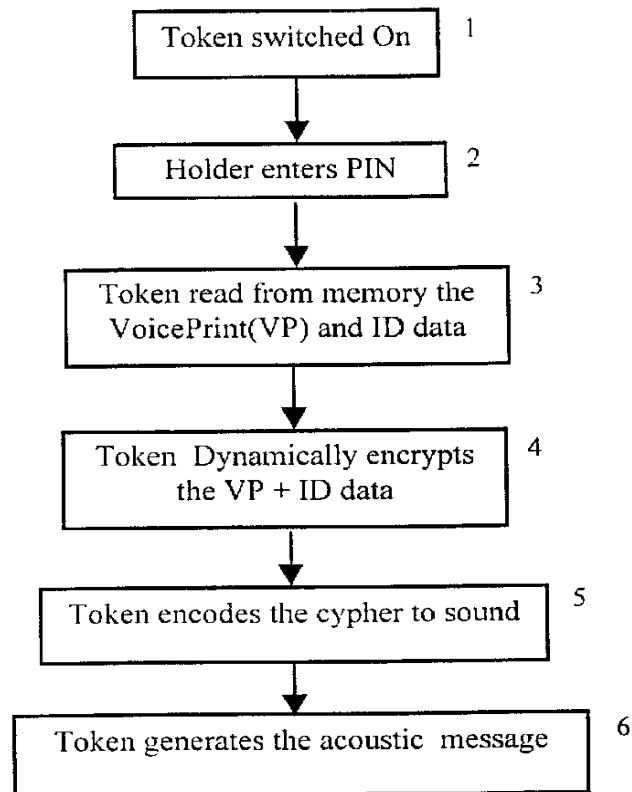 Token switched On
1
Holder enters PIN
2
Token read from memory the
VoicePrint(VP) and ID data
3
Token Dynamically encrypts
the VP + ID data
4
Token encodes the cypher to sound
5
Token generates the acoustic message
6